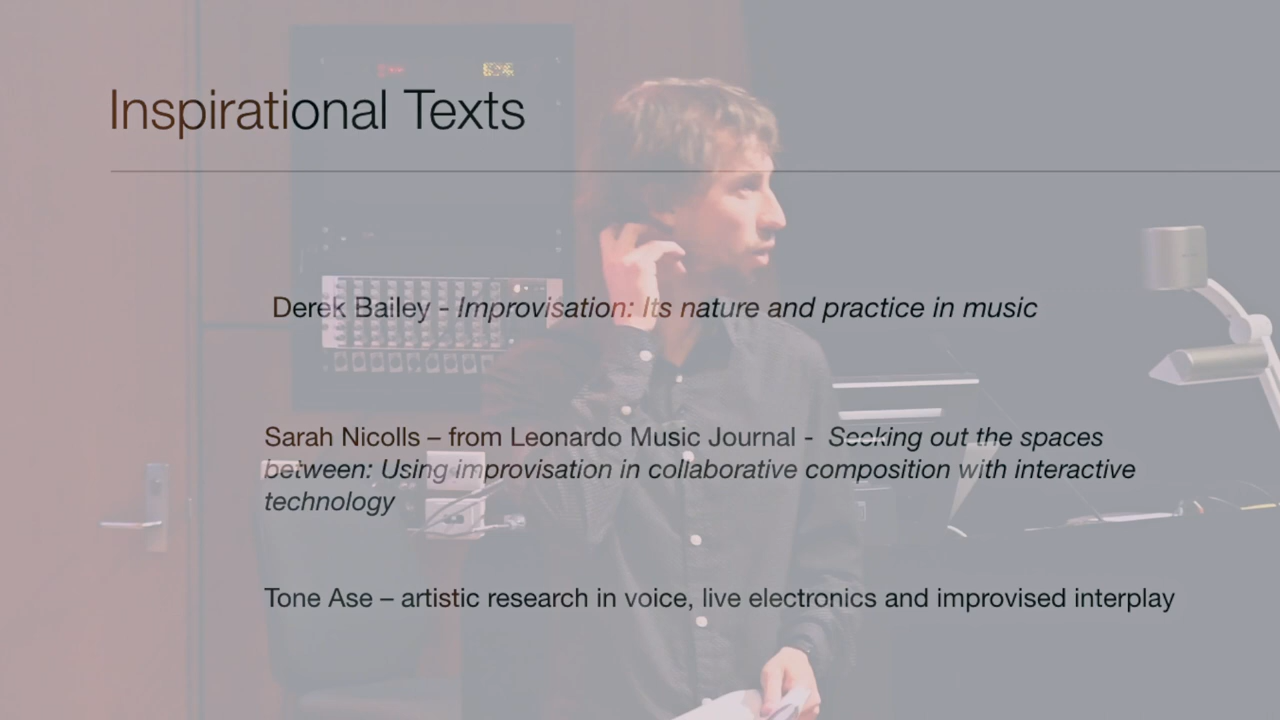 Inspirational Texts
Derek Bailey - Improvisation: Its nature and practice in music
Sarah Nicolls – from Leonardo Music Journal - Seeking out the spaces
between: Using improvisation in collaborative composition with interactive
technology
Tone Ase – artistic research in voice, live electronics and improvised interplay